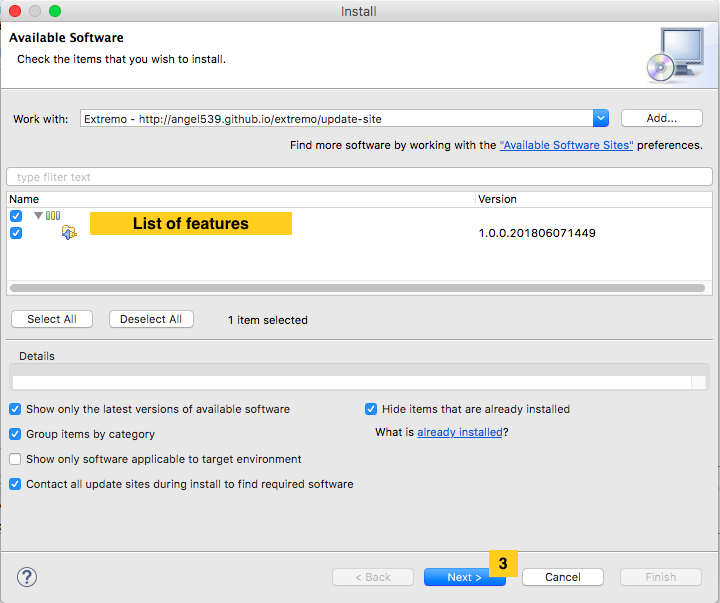 Install
Available Software
Check the items that you wish to install.
Work with: Extremo - http://angel539.github.io/extremo/update-site Add...
Find more software by working with the "Available Software Sites" preferences.
type filter text
Name Version
List of features
1.0.0.201806071449
Select All Deselect All 1 item selected
Details
Show only the latest versions of available software Hide items that are already installed
Group items by category What is already installed?
Show only software applicable to target environment
Contact all update sites during install to find required software
3
? < Back Next > Cancel Finish